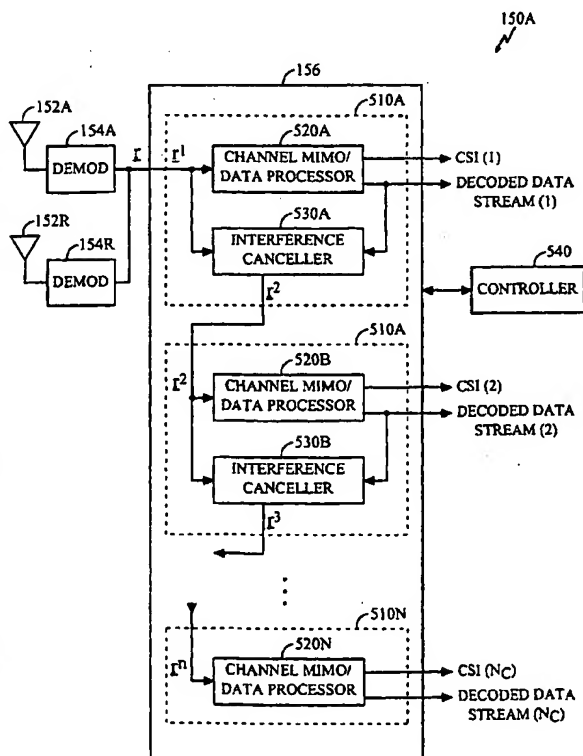 150A
156
152A
154A
DEMOD
r
r¹
510A
520A
CHANNEL MIMO/
DATA PROCESSOR
CSI (1)
DECODED DATA
STREAM (1)
530A
INTERFERENCE
CANCELLER
r²
152R
154R
DEMOD
540
CONTROLLER
510A
520B
r²
CHANNEL MIMO/
DATA PROCESSOR
CSI (2)
DECODED DATA
STREAM (2)
530B
INTERFERENCE
CANCELLER
r³
510N
520N
rⁿ
CHANNEL MIMO/
DATA PROCESSOR
CSI (NC)
DECODED DATA
STREAM (NC)